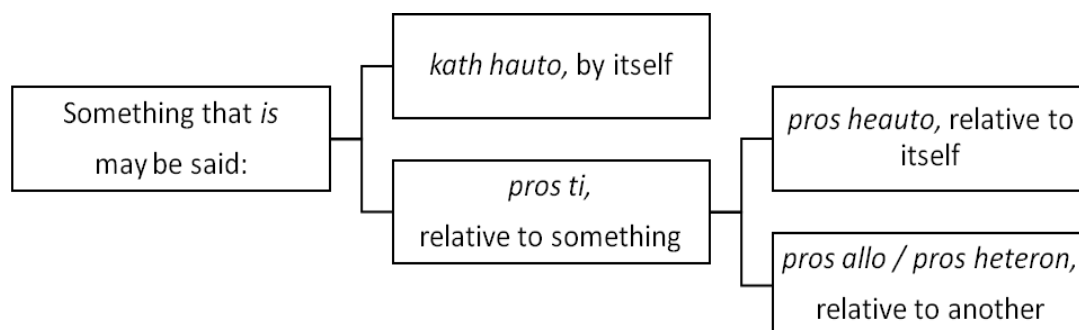 Something that is
may be said:
kath hauto, by itself
pros ti,
relative to something
pros heauto, relative to
itself
pros allo / pros heteron,
relative to another